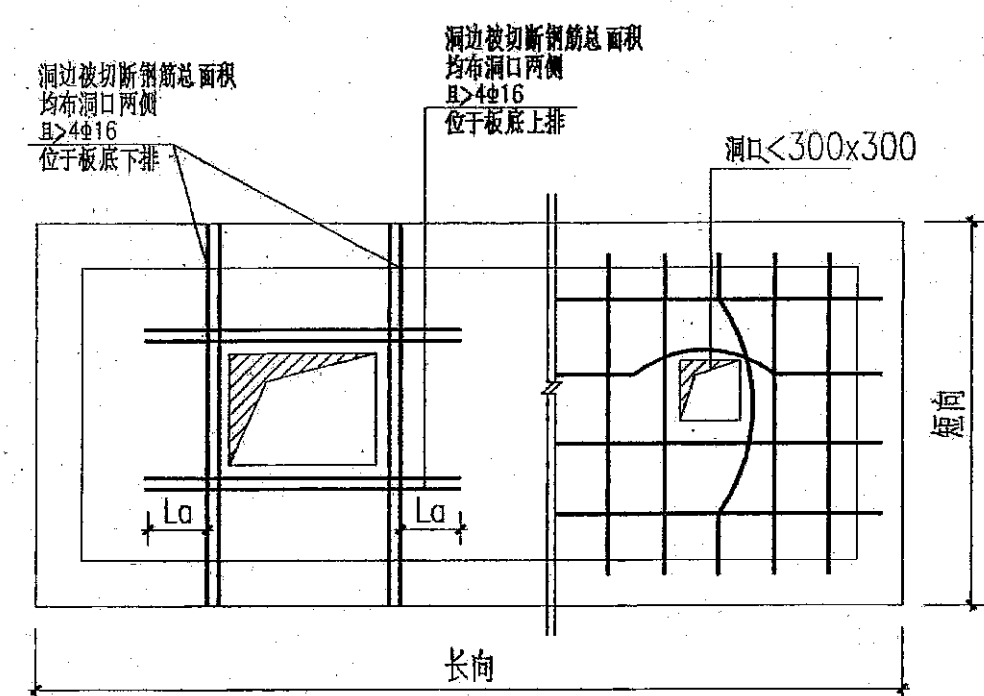 洞边被切断钢筋总面积
均布洞口两侧
且>4Φ16
位于板底下排
洞边被切断钢筋总面积
均布洞口两侧
且>4Φ16
位于板底上排
洞口<300x300
La
La
短向
长向